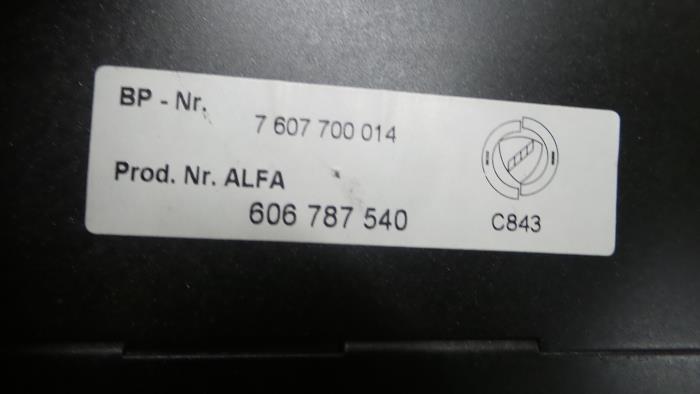 BP - Nr.
7 607 700 014
Prod. Nr. ALFA
606 787 540
C843